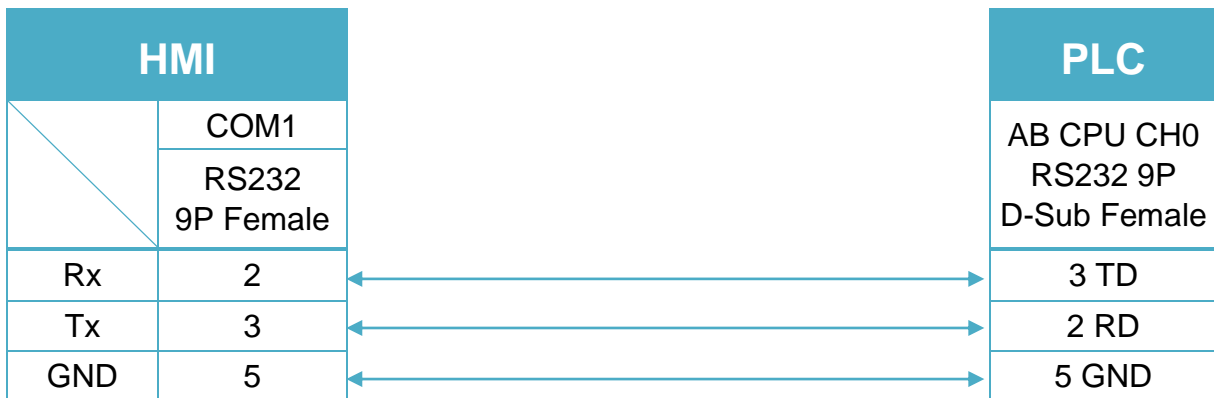 HMI
PLC
COM1
RS232
9P Female
AB CPU CH0
RS232 9P
D-Sub Female
Rx 2 3 TD
Tx 3 2 RD
GND 5 5 GND